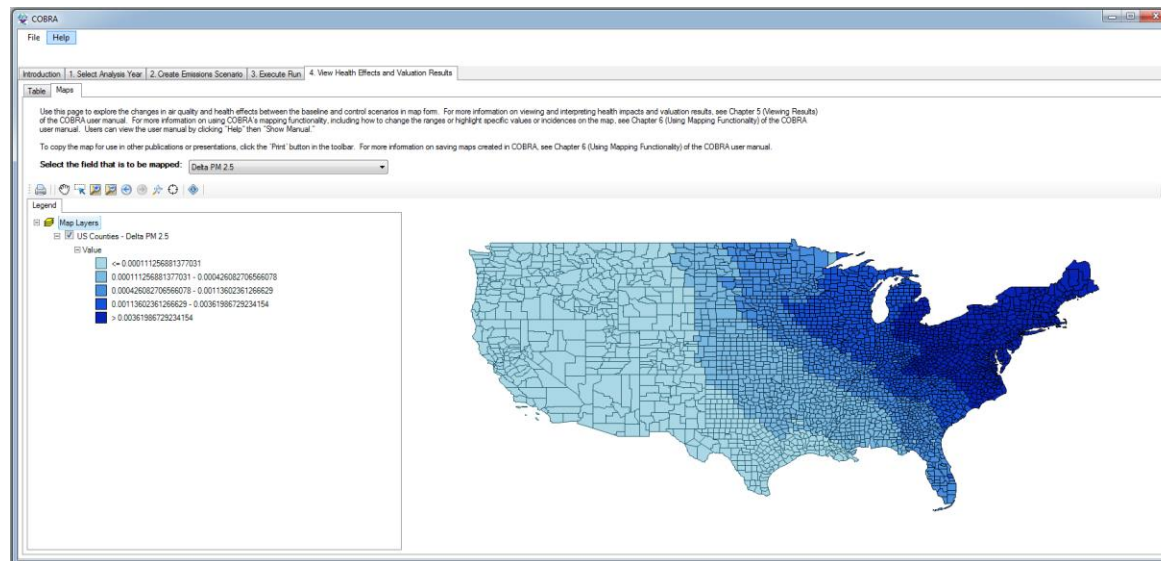 COBRA
File Help
Introduction 1. Select Analysis Year 2. Create Emissions Scenario 3. Execute Run 4. View Health Effects and Valuation Results
Table Maps
Use this page to explore the changes in air quality and health effects between the baseline and control scenarios in map form. For more information on viewing and interpreting health impacts and valuation results, see Chapter 5 (Viewing Results)
of the COBRA user manual. For more information on using COBRA's mapping functionality, including how to change the ranges or highlight specific values or incidences on the map, see Chapter 6 (Using Mapping Functionality) of the COBRA
user manual. Users can view the user manual by clicking "Help" then "Show Manual."
To copy the map for use in other publications or presentations, click the 'Print' button in the toolbar. For more information on saving maps created in COBRA, see Chapter 6 (Using Mapping Functionality) of the COBRA user manual.
Select the field that is to be mapped: Delta PM 2.5
Legend
Map Layers
US Counties - Delta PM 2.5
Value
<= 0.000111256881377031
0.000111256881377031 - 0.000426082706566078
0.000426082706566078 - 0.00113602361266629
0.00113602361266629 - 0.00361986729234154
> 0.00361986729234154